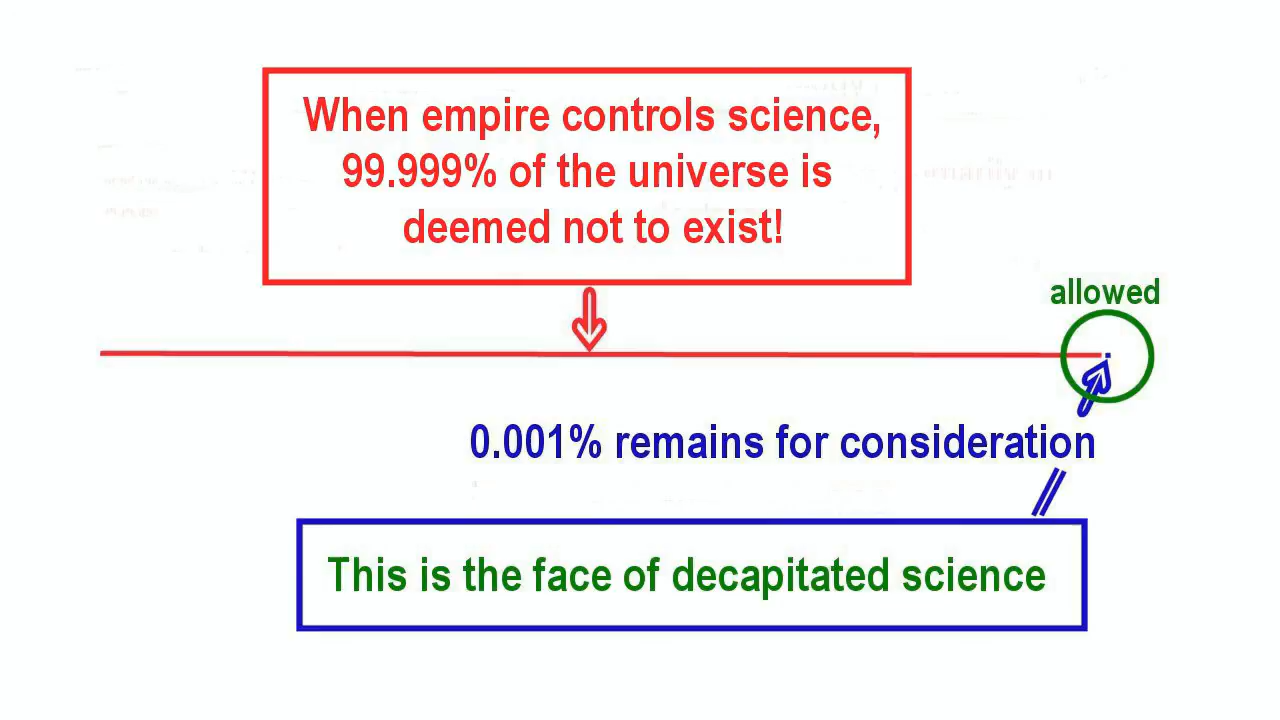 When empire controls science,
99.999% of the universe is
deemed not to exist!
allowed
0.001% remains for consideration
This is the face of decapitated science